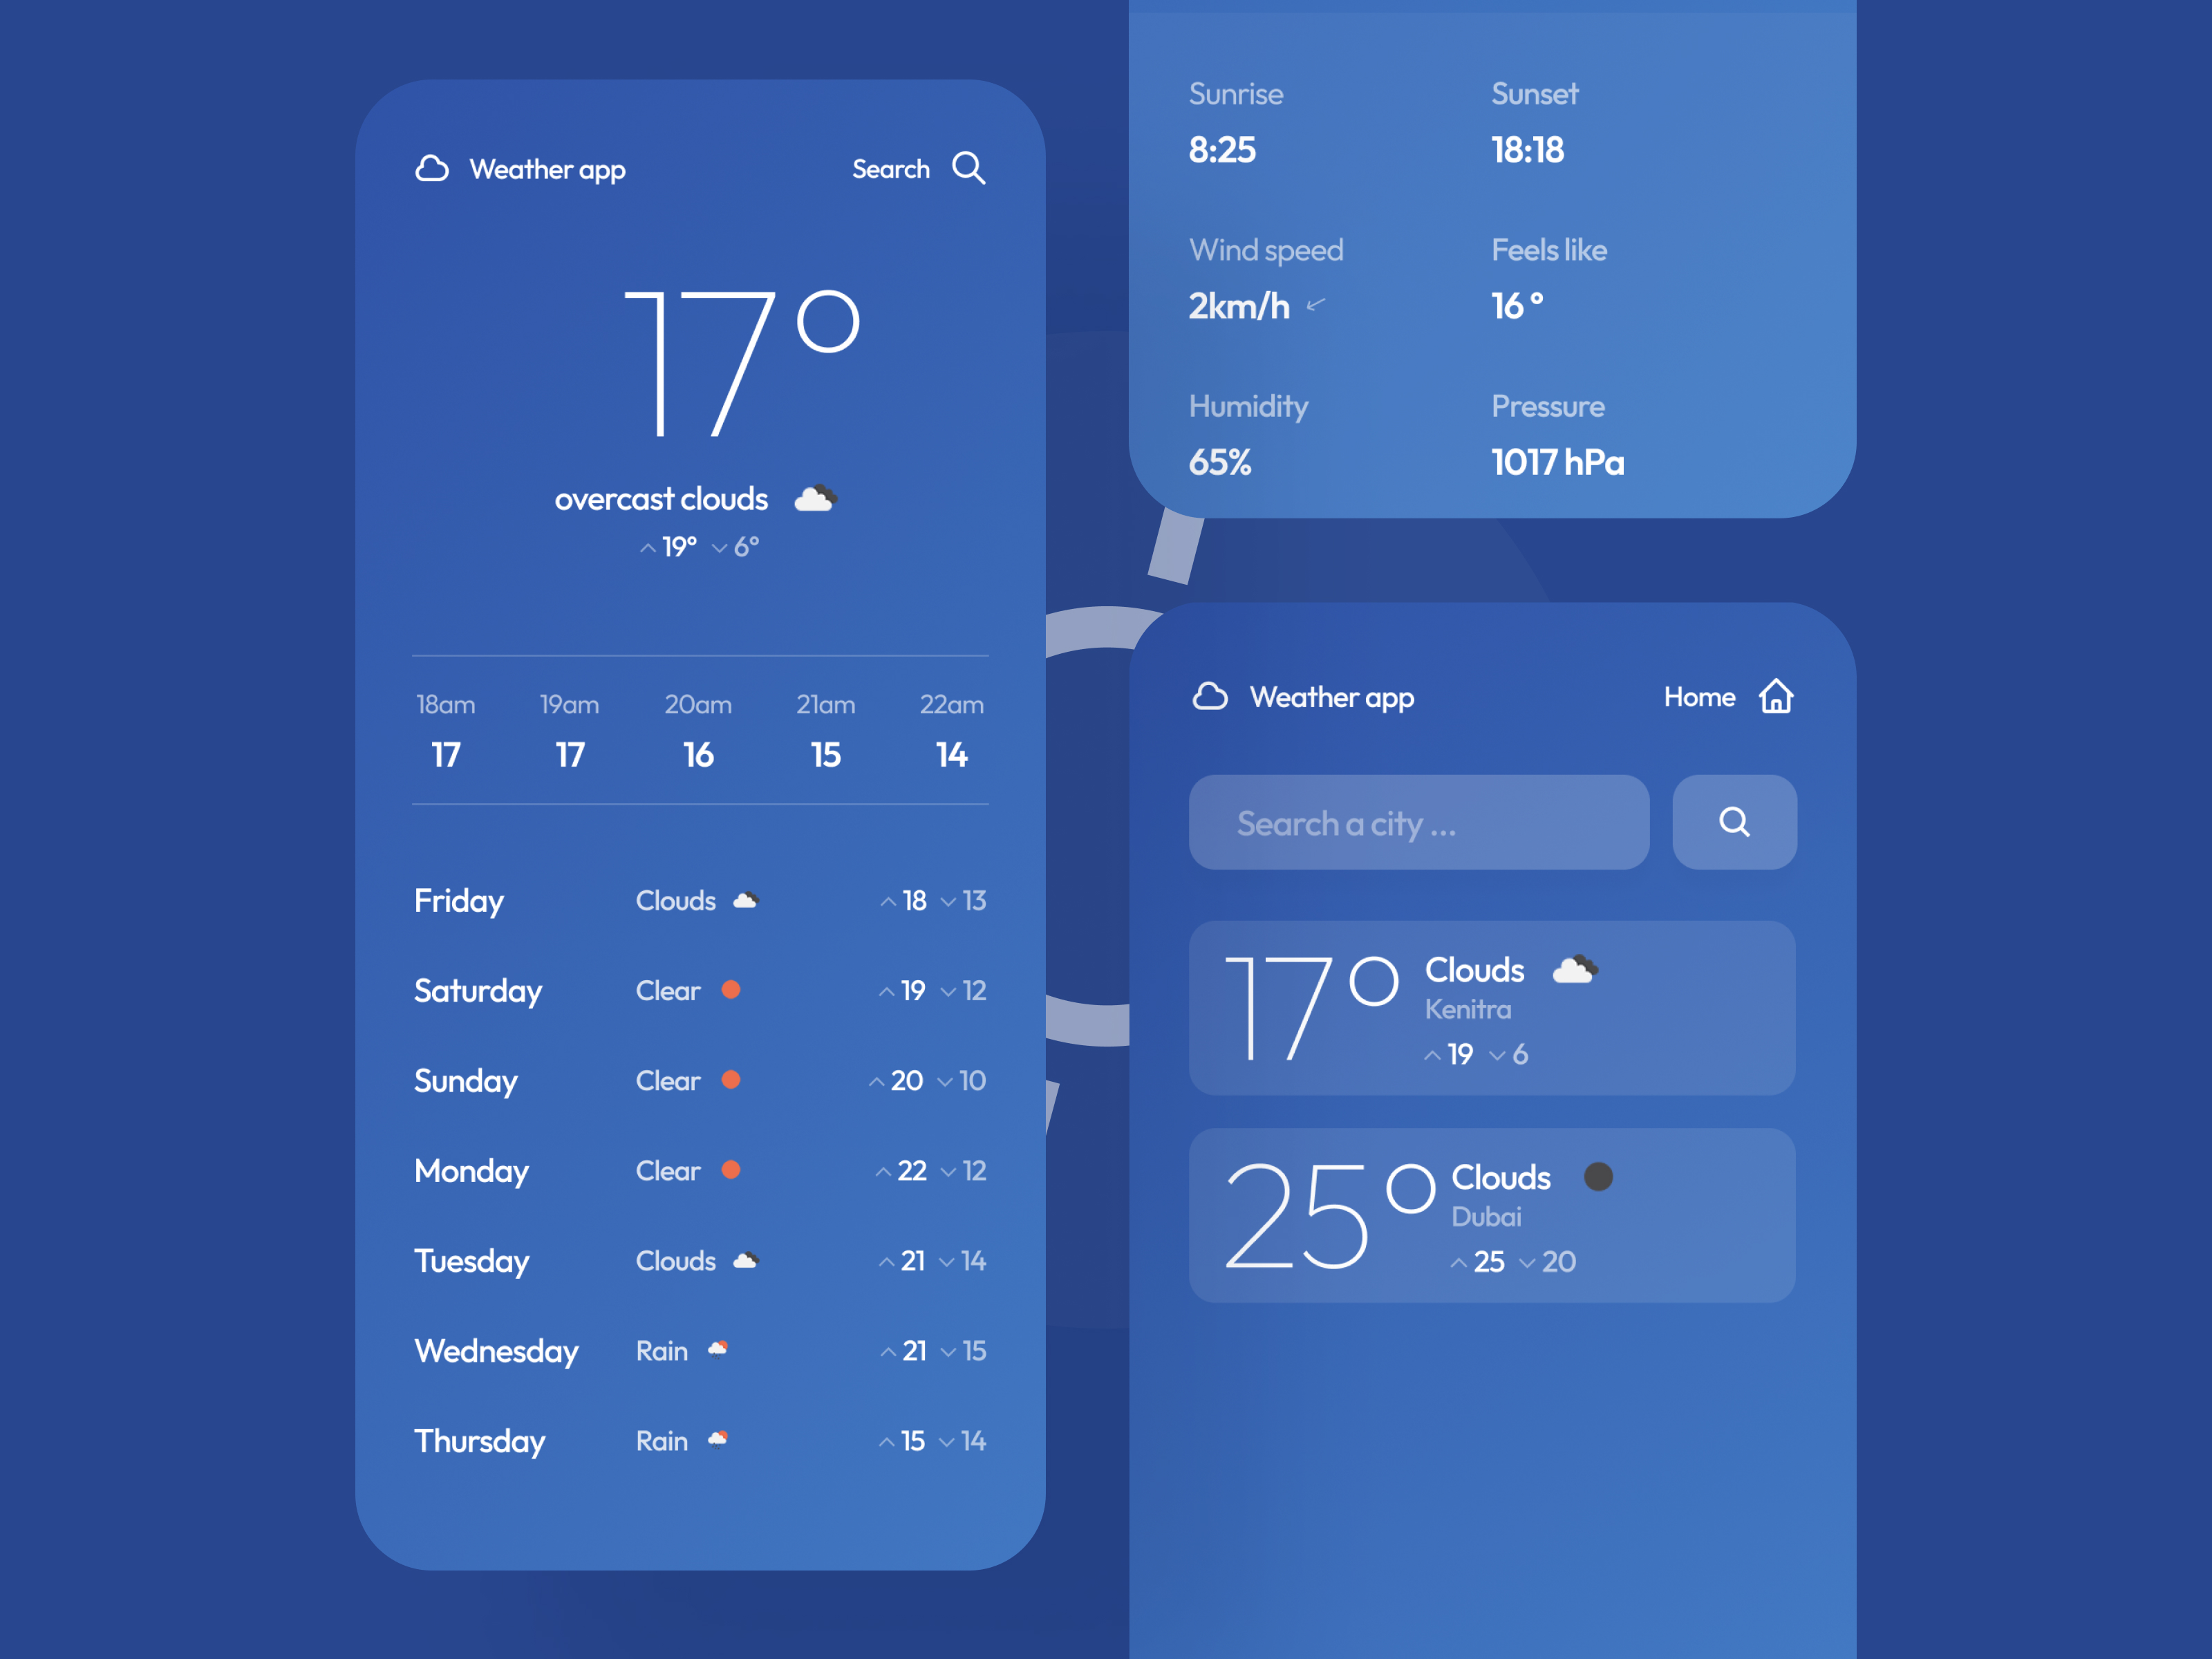 Weather app
Search
17°
overcast clouds
19° 6°
18am 19am 20am 21am 22am
17 17 16 15 14
Friday Clouds 18 13
Saturday Clear 19 12
Sunday Clear 20 10
Monday Clear 22 12
Tuesday Clouds 21 14
Wednesday Rain 21 15
Thursday Rain 15 14
Sunrise Sunset
8:25 18:18
Wind speed Feels like
2km/h 16 °
Humidity Pressure
65% 1017 hPa
Weather app
Home
Search a city ...
17° Clouds
Kenitra
19 6
25° Clouds
Dubai
25 20